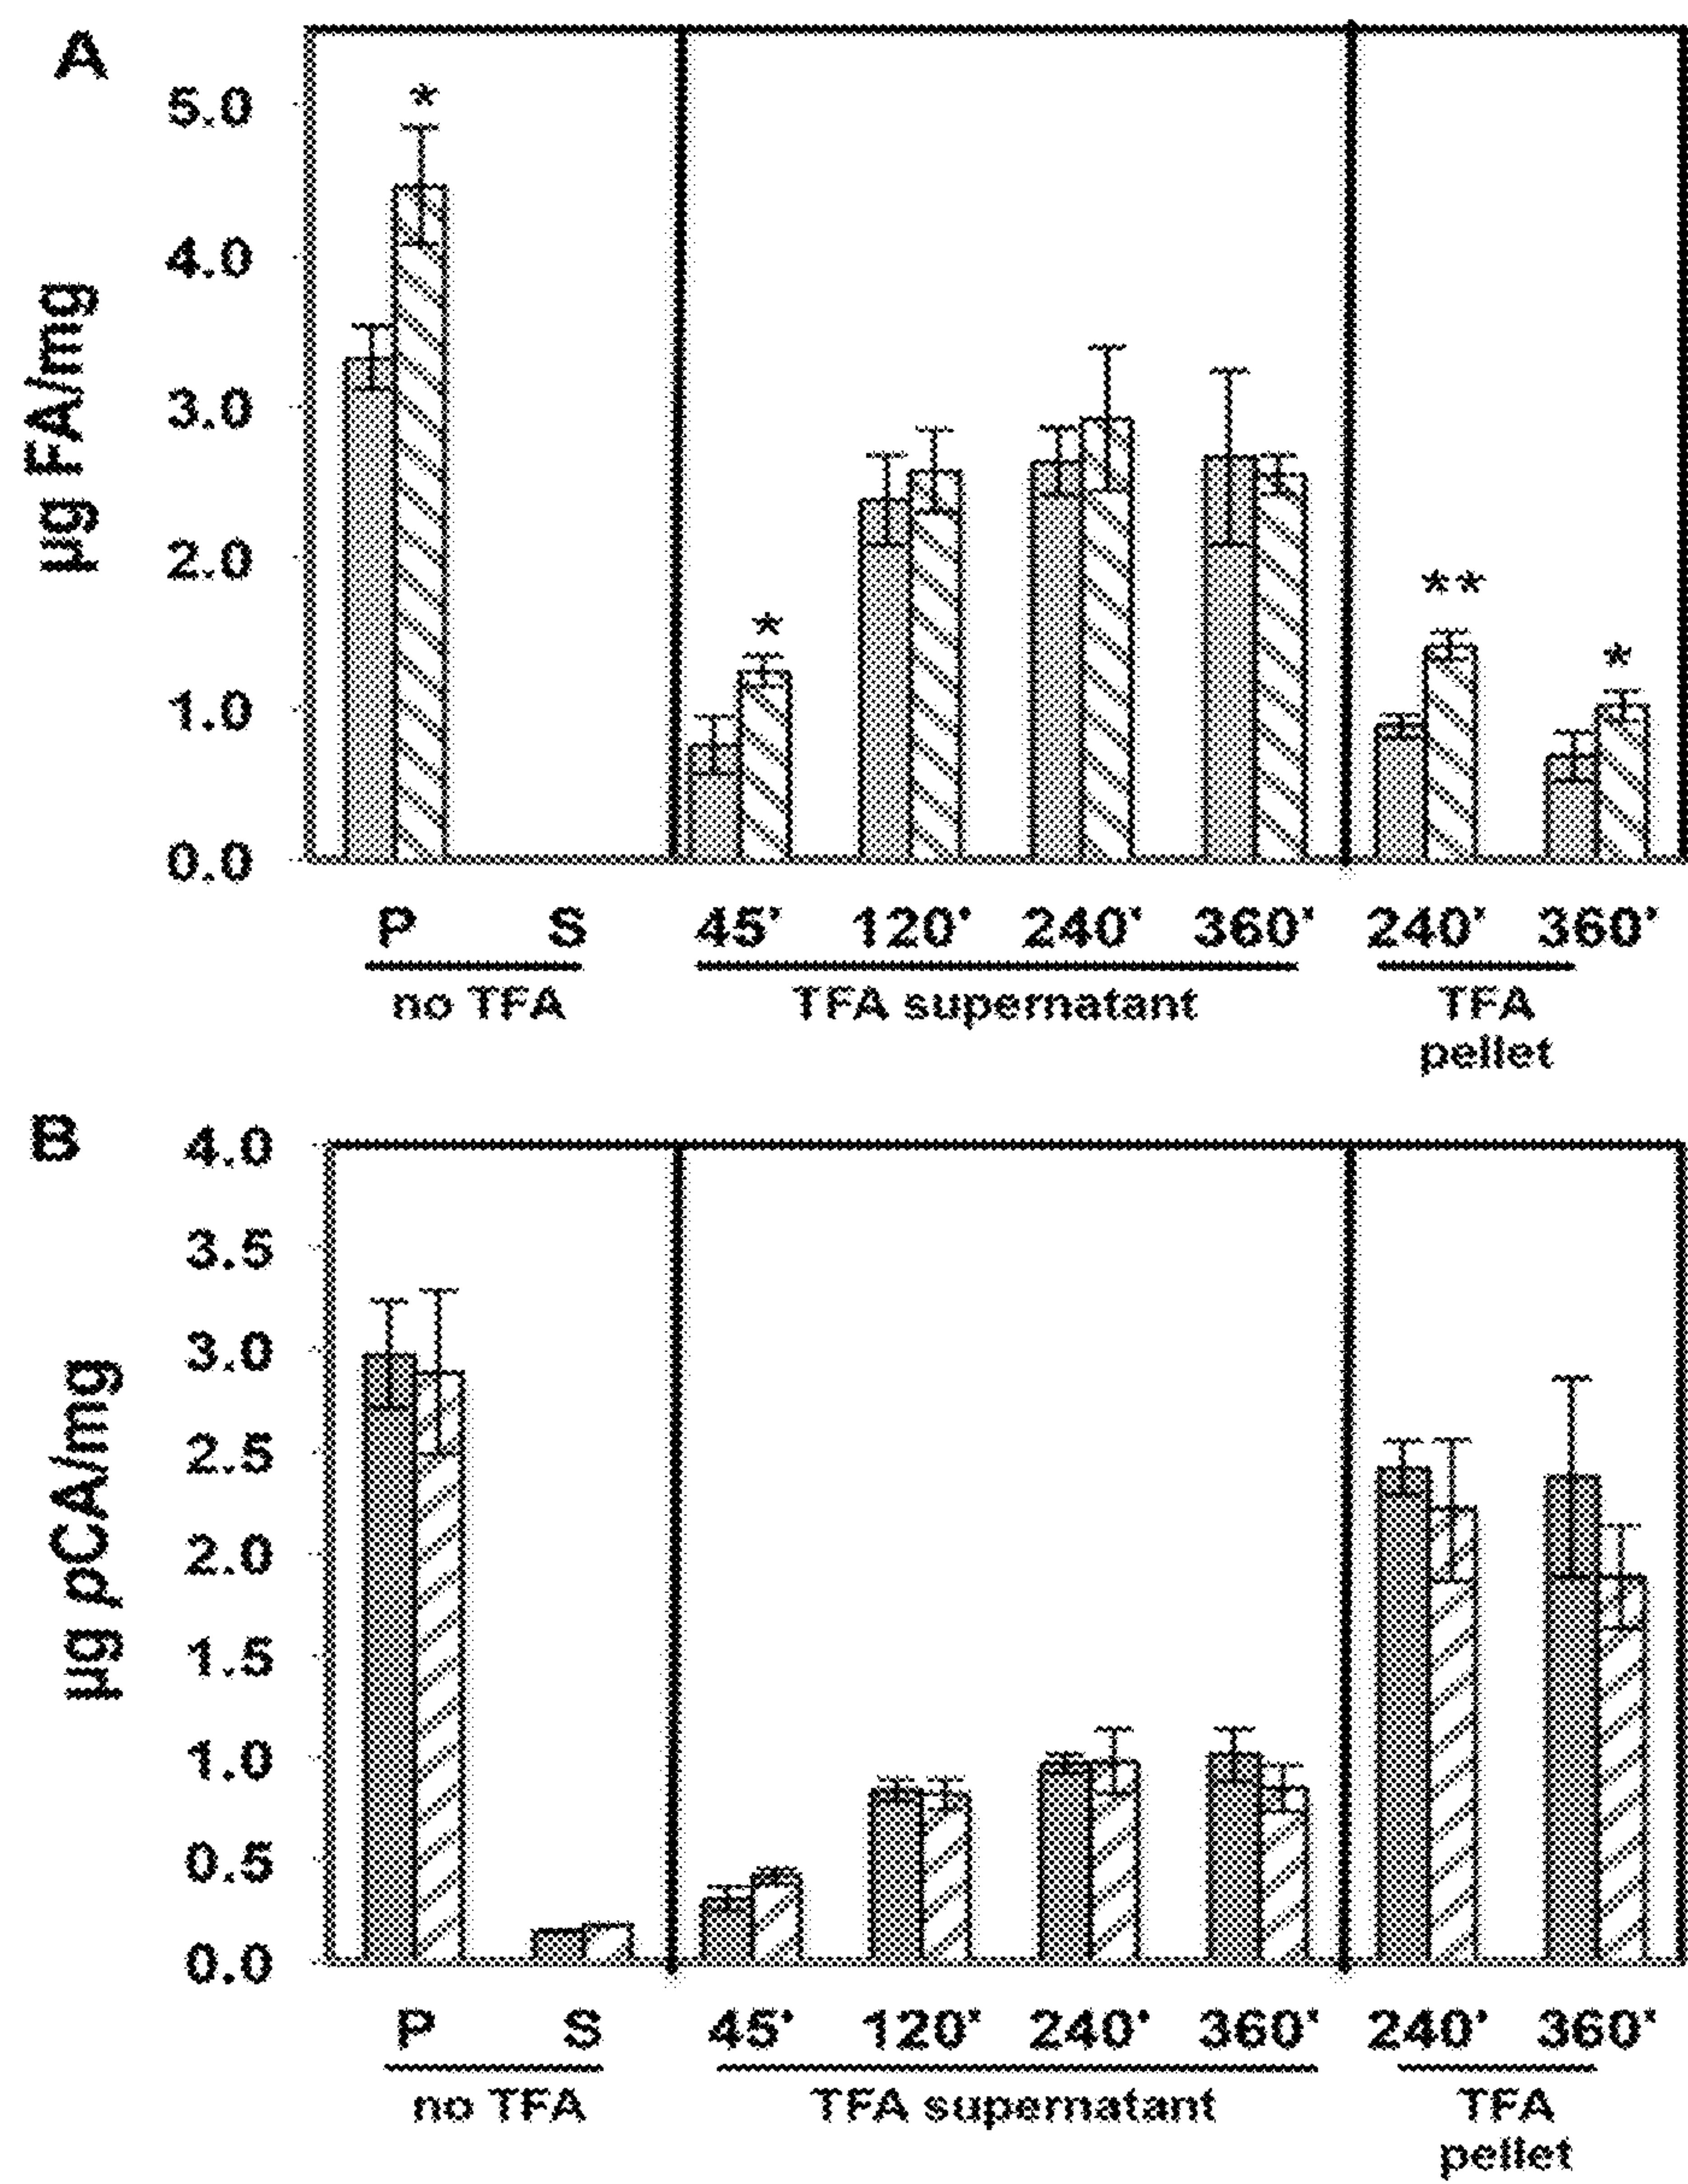 A
µg FA/mg
5.0
4.0
3.0
2.0
1.0
0.0
*
*
**
*
P S 45' 120' 240' 360' 240' 360'
no TFA TFA supernatant TFA
pellet
B
µg pCA/mg
4.0
3.5
3.0
2.5
2.0
1.5
1.0
0.5
0.0
P S 45' 120' 240' 360' 240' 360'
no TFA TFA supernatant TFA
pellet